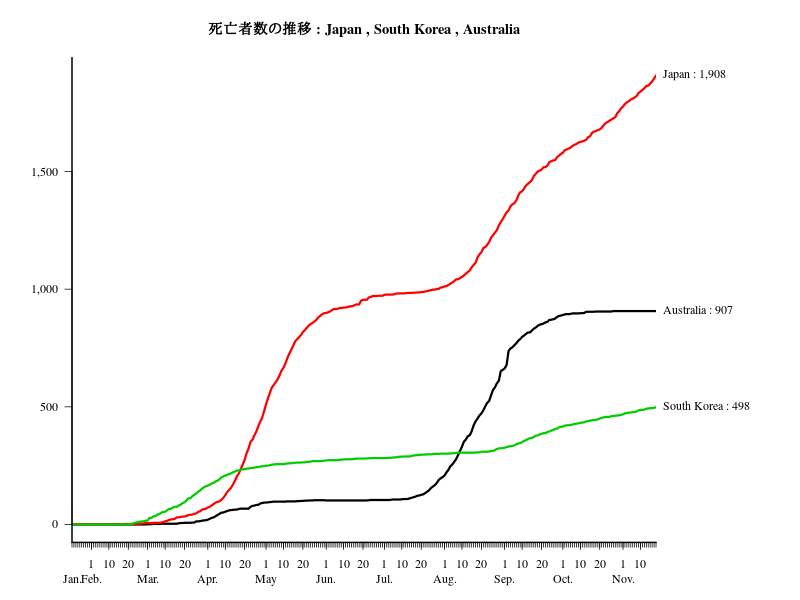 死亡者数の推移 : Japan , South Korea , Australia
Japan : 1,908
1,500
1,000
Australia : 907
500
South Korea : 498
0
1 10 20 1 10 20 1 10 20 1 10 20 1 10 20 1 10 20 1 10 20 1 10 20 1 10 20 1 10
Jan.Feb. Mar. Apr. May Jun. Jul. Aug. Sep. Oct. Nov.